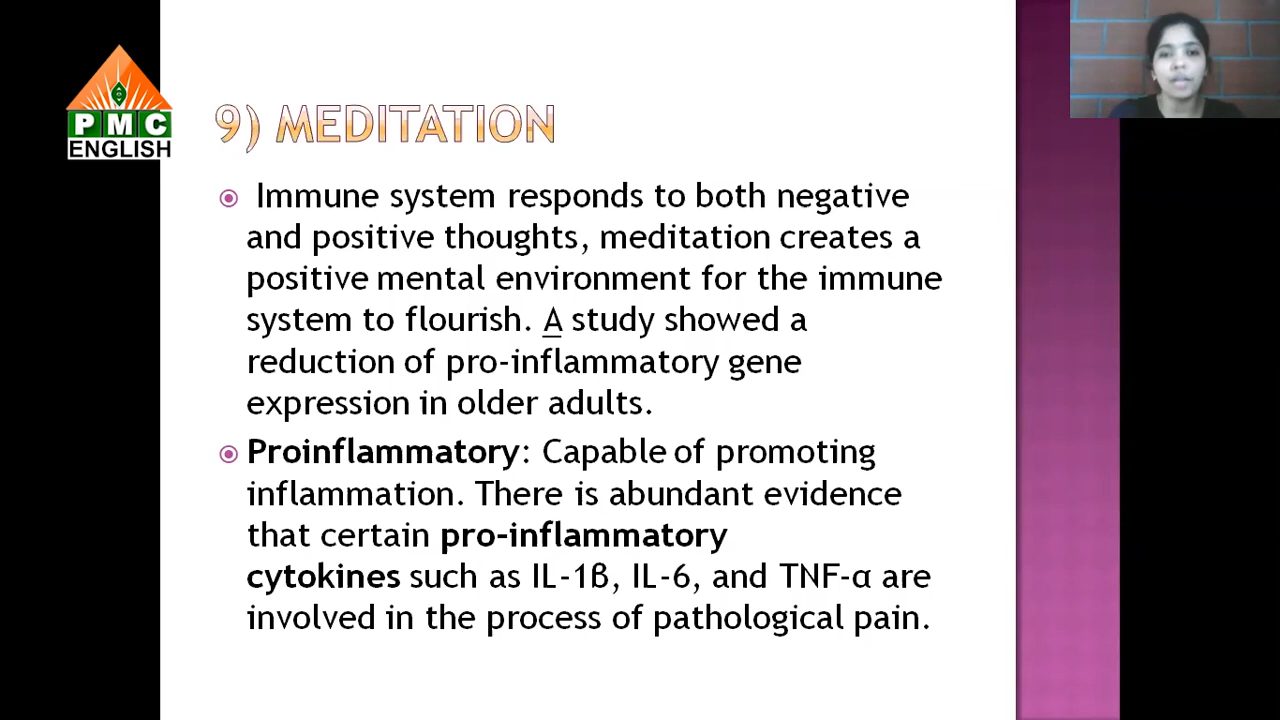 PMC
ENGLISH
9) MEDITATION
Immune system responds to both negative
and positive thoughts, meditation creates a
positive mental environment for the immune
system to flourish. A study showed a
reduction of pro-inflammatory gene
expression in older adults.
Proinflammatory: Capable of promoting
inflammation. There is abundant evidence
that certain pro-inflammatory
cytokines such as IL-1β, IL-6, and TNF-α are
involved in the process of pathological pain.